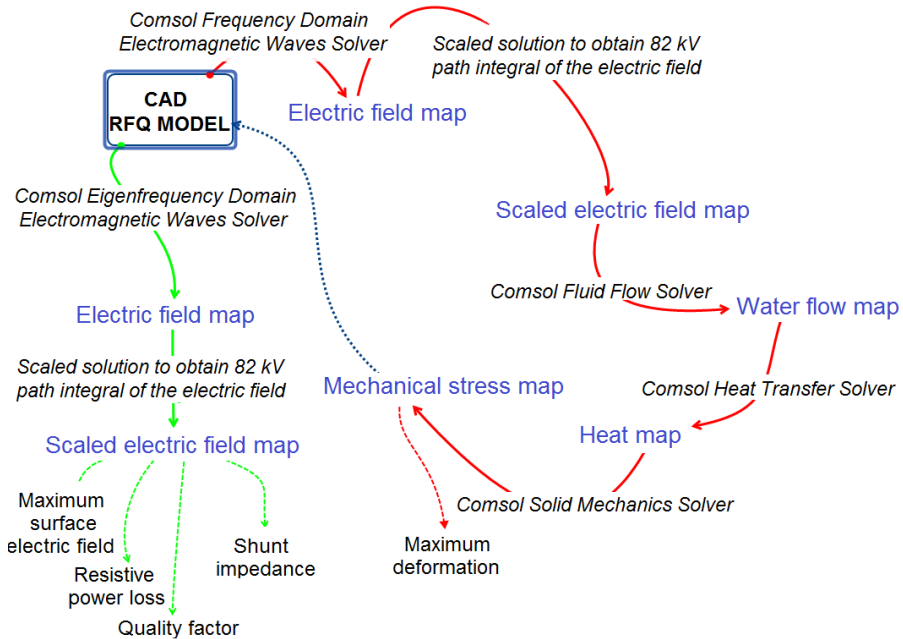 Comsol Frequency Domain
Electromagnetic Waves Solver
Scaled solution to obtain 82 kV
path integral of the electric field
CAD
RFQ MODEL
Electric field map
Comsol Eigenfrequency Domain
Electromagnetic Waves Solver
Scaled electric field map
Comsol Fluid Flow Solver
Water flow map
Electric field map
Scaled solution to obtain 82 kV
path integral of the electric field
Mechanical stress map
Comsol Heat Transfer Solver
Heat map
Scaled electric field map
Comsol Solid Mechanics Solver
Maximum
surface
electric field
Resistive
power loss
Quality factor
Shunt
impedance
Maximum
deformation